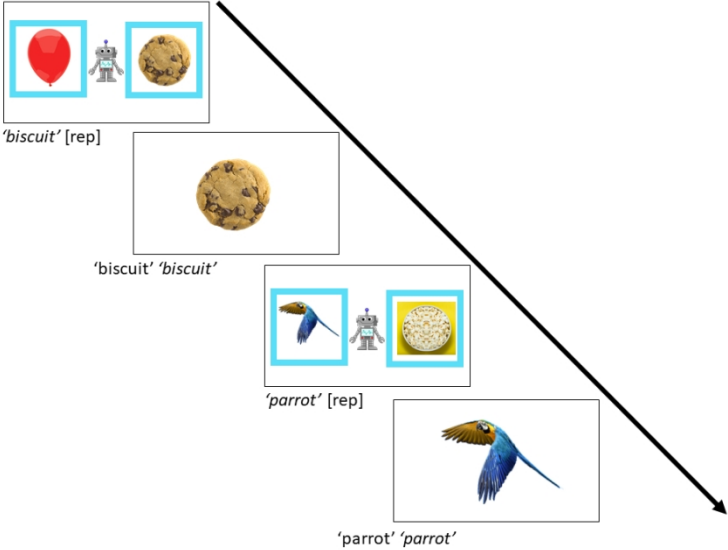 ‘biscuit’ [rep]
‘biscuit’ ‘biscuit’
‘parrot’ [rep]
‘parrot’ ‘parrot’